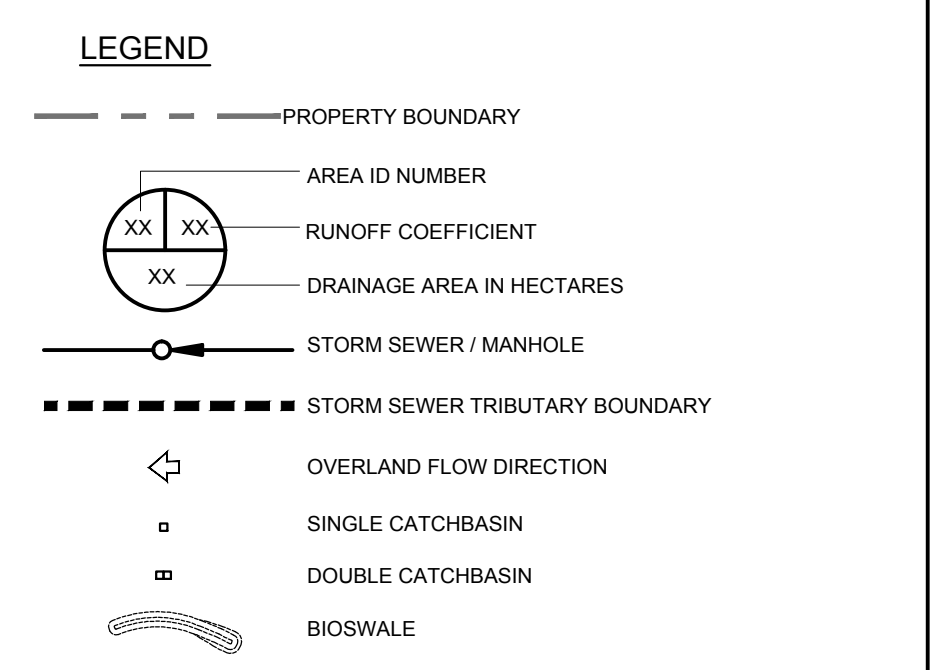 LEGEND
PROPERTY BOUNDARY
AREA ID NUMBER
XX XX RUNOFF COEFFICIENT
XX DRAINAGE AREA IN HECTARES
STORM SEWER / MANHOLE
STORM SEWER TRIBUTARY BOUNDARY
OVERLAND FLOW DIRECTION
SINGLE CATCHBASIN
DOUBLE CATCHBASIN
BIOSWALE